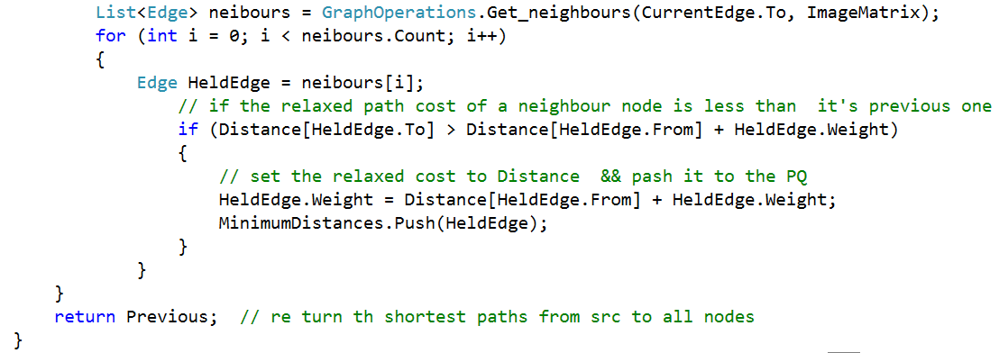 List<Edge> neibours = GraphOperations.Get_neighbours(CurrentEdge.To, ImageMatrix);
for (int i = 0; i < neibours.Count; i++)
{
Edge HeldEdge = neibours[i];
// if the relaxed path cost of a neighbour node is less than  it's previous one
if (Distance[HeldEdge.To] > Distance[HeldEdge.From] + HeldEdge.Weight)
{
// set the relaxed cost to Distance  && pash it to the PQ
HeldEdge.Weight = Distance[HeldEdge.From] + HeldEdge.Weight;
MinimumDistances.Push(HeldEdge);
}
}
}
return Previous;  // re turn th shortest paths from src to all nodes
}